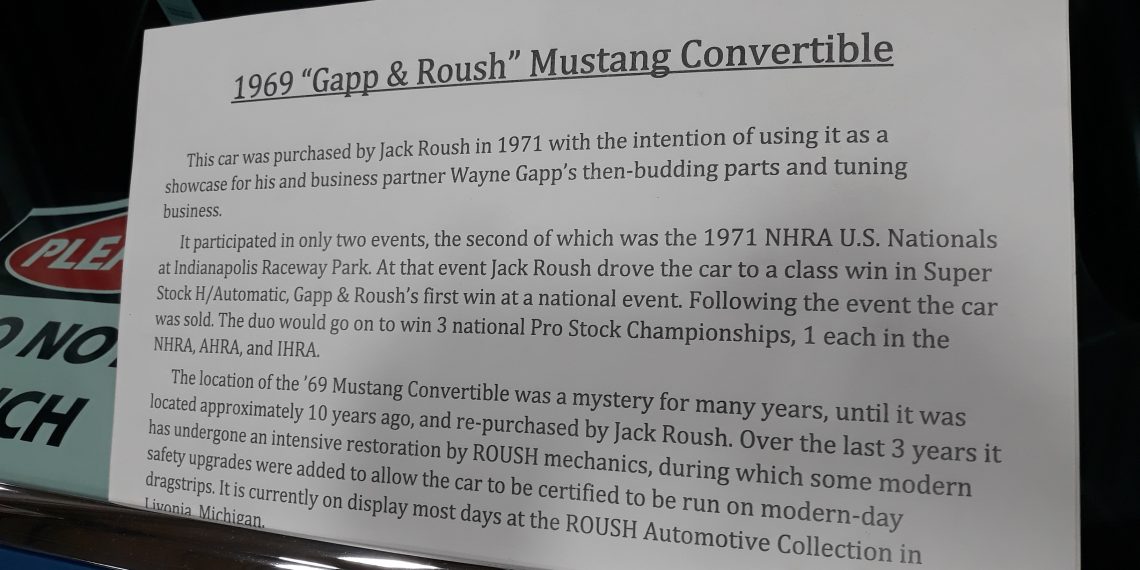 1969 “Gapp & Roush” Mustang Convertible
This car was purchased by Jack Roush in 1971 with the intention of using it as a
showcase for his and business partner Wayne Gapp’s then-budding parts and tuning
business.
It participated in only two events, the second of which was the 1971 NHRA U.S. Nationals
at Indianapolis Raceway Park. At that event Jack Roush drove the car to a class win in Super
Stock H/Automatic, Gapp & Roush’s first win at a national event. Following the event the car
was sold. The duo would go on to win 3 national Pro Stock Championships, 1 each in the
NHRA, AHRA, and IHRA.
The location of the ’69 Mustang Convertible was a mystery for many years, until it was
located approximately 10 years ago, and re-purchased by Jack Roush. Over the last 3 years it
has undergone an intensive restoration by ROUSH mechanics, during which some modern
safety upgrades were added to allow the car to be certified to be run on modern-day
dragstrips. It is currently on display most days at the ROUSH Automotive Collection in
Livonia, Michigan.